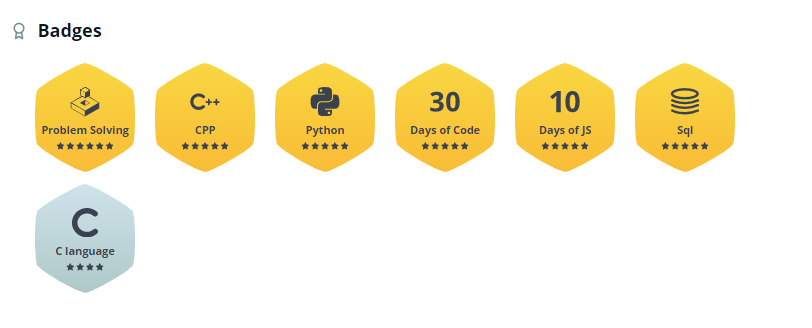 Badges
C++
30
10
Problem Solving
CPP
Python
Days of Code
Days of JS
Sql
C
C language